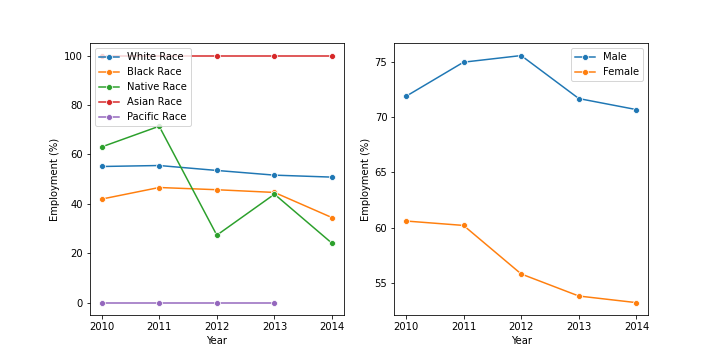 100
80
60
40
20
0
Employment (%)
White Race
Black Race
Native Race
Asian Race
Pacific Race
2010 2011 2012 2013 2014
Year
75
70
65
60
55
Employment (%)
Male
Female
2010 2011 2012 2013 2014
Year